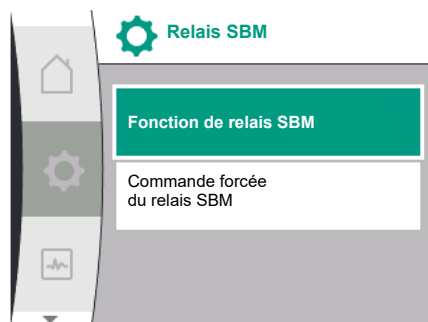 Relais SBM
Fonction de relais SBM
Commande forcée
du relais SBM